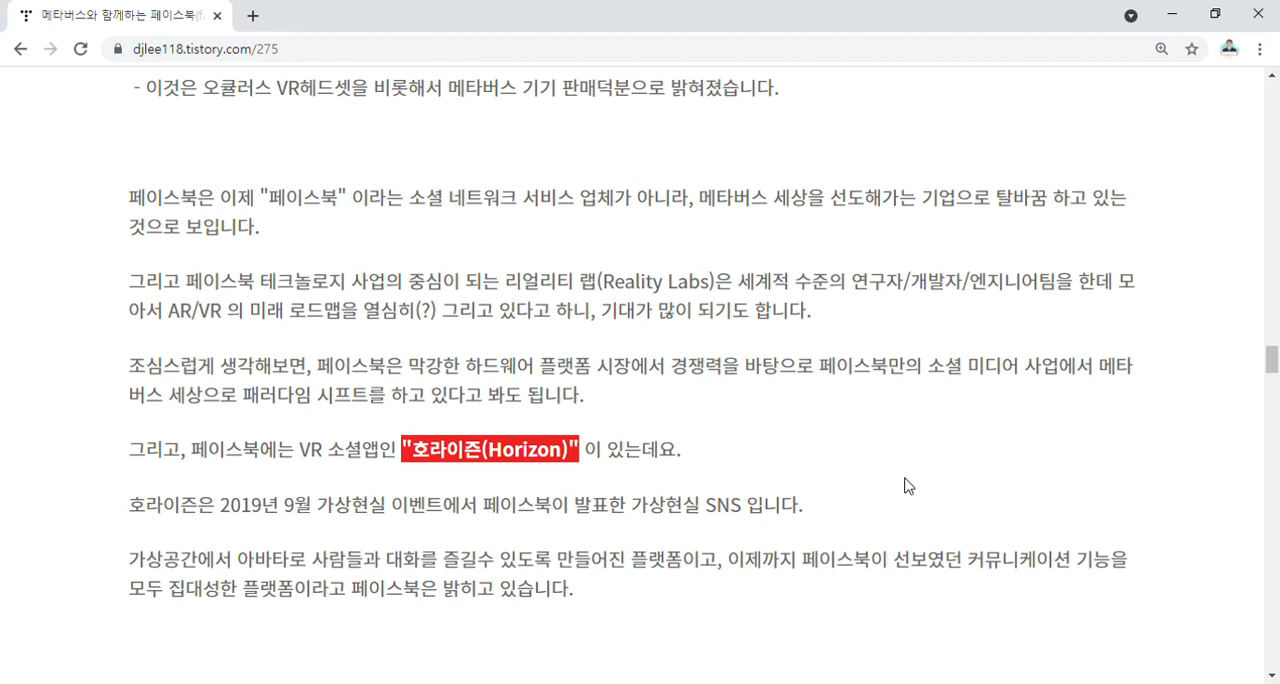 메타버스와 함께하는 페이스북(f
djlee118.tistory.com/275
- 이것은 오큘러스 VR헤드셋을 비롯해서 메타버스 기기 판매덕분으로 밝혀졌습니다.
페이스북은 이제 "페이스북" 이라는 소셜 네트워크 서비스 업체가 아니라, 메타버스 세상을 선도해가는 기업으로 탈바꿈 하고 있는
것으로 보입니다.
그리고 페이스북 테크놀로지 사업의 중심이 되는 리얼리티 랩(Reality Labs)은 세계적 수준의 연구자/개발자/엔지니어팀을 한데 모
아서 AR/VR 의 미래 로드맵을 열심히(?) 그리고 있다고 하니, 기대가 많이 되기도 합니다.
조심스럽게 생각해보면, 페이스북은 막강한 하드웨어 플랫폼 시장에서 경쟁력을 바탕으로 페이스북만의 소셜 미디어 사업에서 메타
버스 세상으로 패러다임 시프트를 하고 있다고 봐도 됩니다.
그리고, 페이스북에는 VR 소셜앱인 "호라이즌(Horizon)" 이 있는데요.
호라이즌은 2019년 9월 가상현실 이벤트에서 페이스북이 발표한 가상현실 SNS 입니다.
가상공간에서 아바타로 사람들과 대화를 즐길수 있도록 만들어진 플랫폼이고, 이제까지 페이스북이 선보였던 커뮤니케이션 기능을
모두 집대성한 플랫폼이라고 페이스북은 밝히고 있습니다.